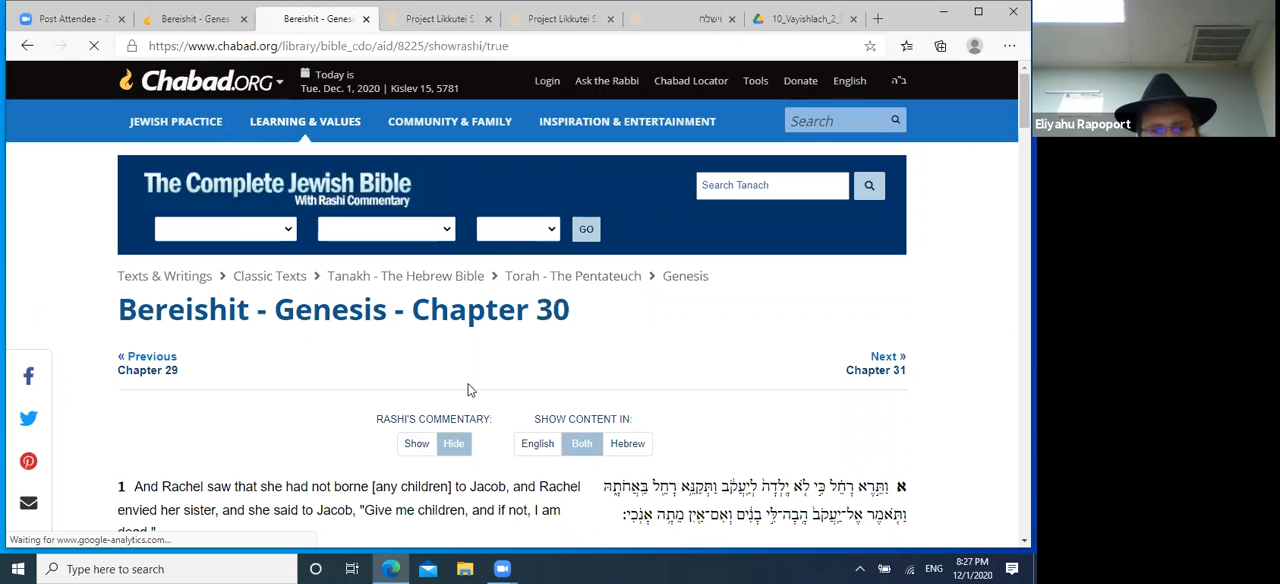 Post Attendee - Z
Bereishit - Genes
Bereishit - Genesi
Project Likkutei S
Project Likkutei S
וישלח
10_Vayishlach_2_
https://www.chabad.org/library/bible_cdo/aid/8225/showrashi/true
Chabad.ORG
Today is
Tue. Dec. 1, 2020 | Kislev 15, 5781
Login
Ask the Rabbi
Chabad Locator
Tools
Donate
English
ב"ה
JEWISH PRACTICE
LEARNING & VALUES
COMMUNITY & FAMILY
INSPIRATION & ENTERTAINMENT
Search
The Complete Jewish Bible
With Rashi Commentary
Search Tanach
GO
Texts & Writings > Classic Texts > Tanakh - The Hebrew Bible > Torah - The Pentateuch > Genesis
Bereishit - Genesis - Chapter 30
« Previous
Chapter 29
Next »
Chapter 31
RASHI'S COMMENTARY:
Show Hide
SHOW CONTENT IN:
English Both Hebrew
1 And Rachel saw that she had not borne [any children] to Jacob, and Rachel
envied her sister, and she said to Jacob, "Give me children, and if not, I am
dead."
א וַתֵּ֣רֶא רָחֵ֗ל כִּ֣י לֹ֤א יָֽלְדָה֙ לְיַֽעֲקֹ֔ב וַתְּקַנֵּ֥א רָחֵ֖ל בַּֽאֲחֹתָ֑הּ
וַתֹּ֤אמֶר אֶל־יַֽעֲקֹב֙ הָֽבָה־לִּ֣י בָנִ֔ים וְאִם־אַ֖יִן מֵתָ֥ה אָנֹֽכִי:
Waiting for www.google-analytics.com...
Type here to search
ENG
8:27 PM
12/1/2020
Eliyahu Rapoport